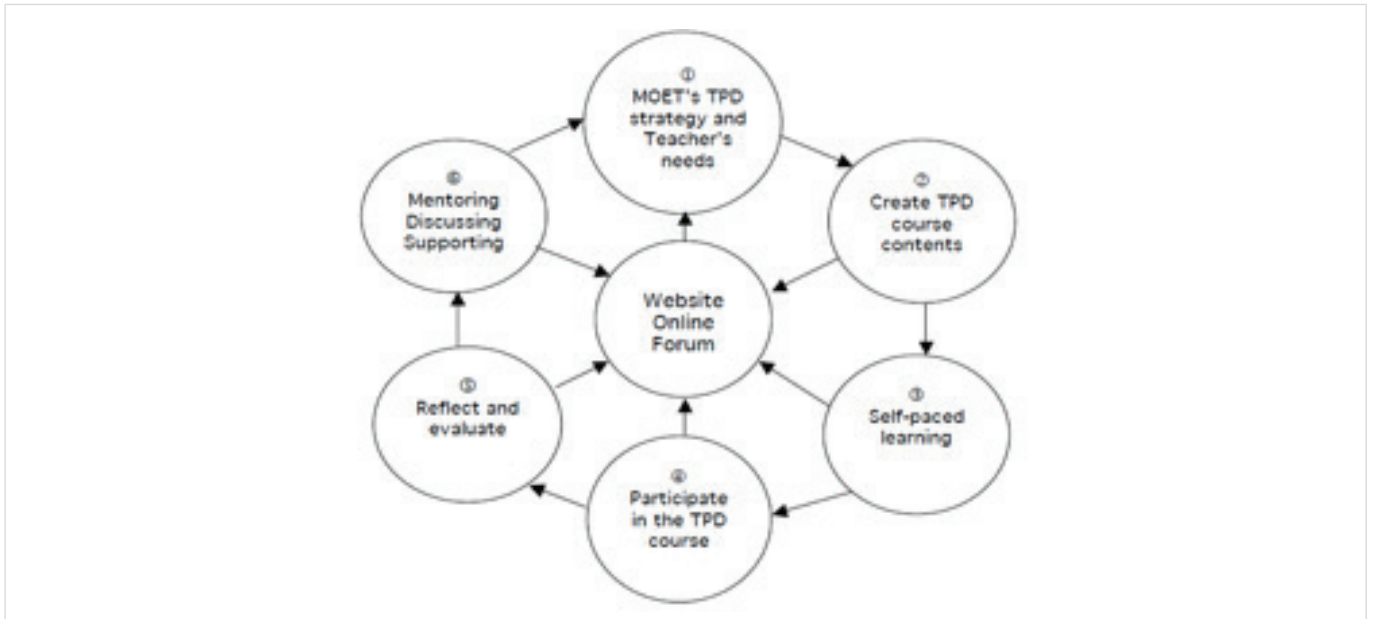 ①
MOET's TPD
strategy and
Teacher's
needs
②
Create TPD
course
contents
③
Self-paced
learning
④
Participate
in the TPD
course
⑤
Reflect and
evaluate
⑥
Mentoring
Discussing
Supporting
Website
Online
Forum